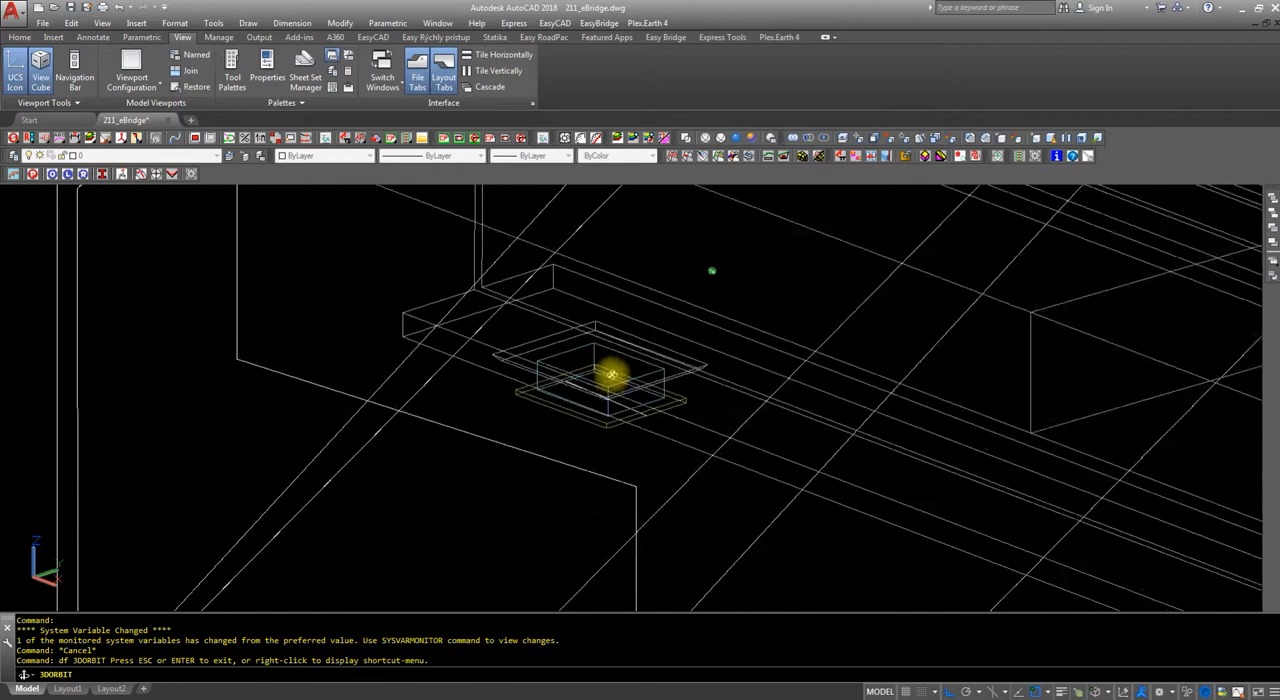 Autodesk AutoCAD 2018   211_eBridge.dwg
Type a keyword or phrase
Sign In
File Edit View Insert Format Tools Draw Dimension Modify Parametric Window Help Express EasyCAD EasyBridge Plex.Earth 4
Home Insert Annotate Parametric View Manage Output Add-ins A360 EasyCAD Easy Rýchly prístup Statika Easy RoadPac Featured Apps Easy Bridge Express Tools Plex.Earth 4
Named
Tile Horizontally
Join
Tile Vertically
UCS Icon
View Cube
Navigation Bar
Viewport Configuration
Restore
Tool Palettes
Properties
Sheet Set Manager
Switch Windows
File Tabs
Layout Tabs
Cascade
Viewport Tools
Model Viewports
Palettes
Interface
Start
211_eBridge*
0
ByLayer
ByLayer
ByLayer
ByColor
Z
Y
X
Command:
**** System Variable Changed ****
1 of the monitored system variables has changed from the preferred value. Use SYSVARMONITOR command to view changes.
Command: *Cancel*
Command: df 3DORBIT Press ESC or ENTER to exit, or right-click to display shortcut-menu.
3DORBIT
Model Layout1 Layout2 +
MODEL
1:1